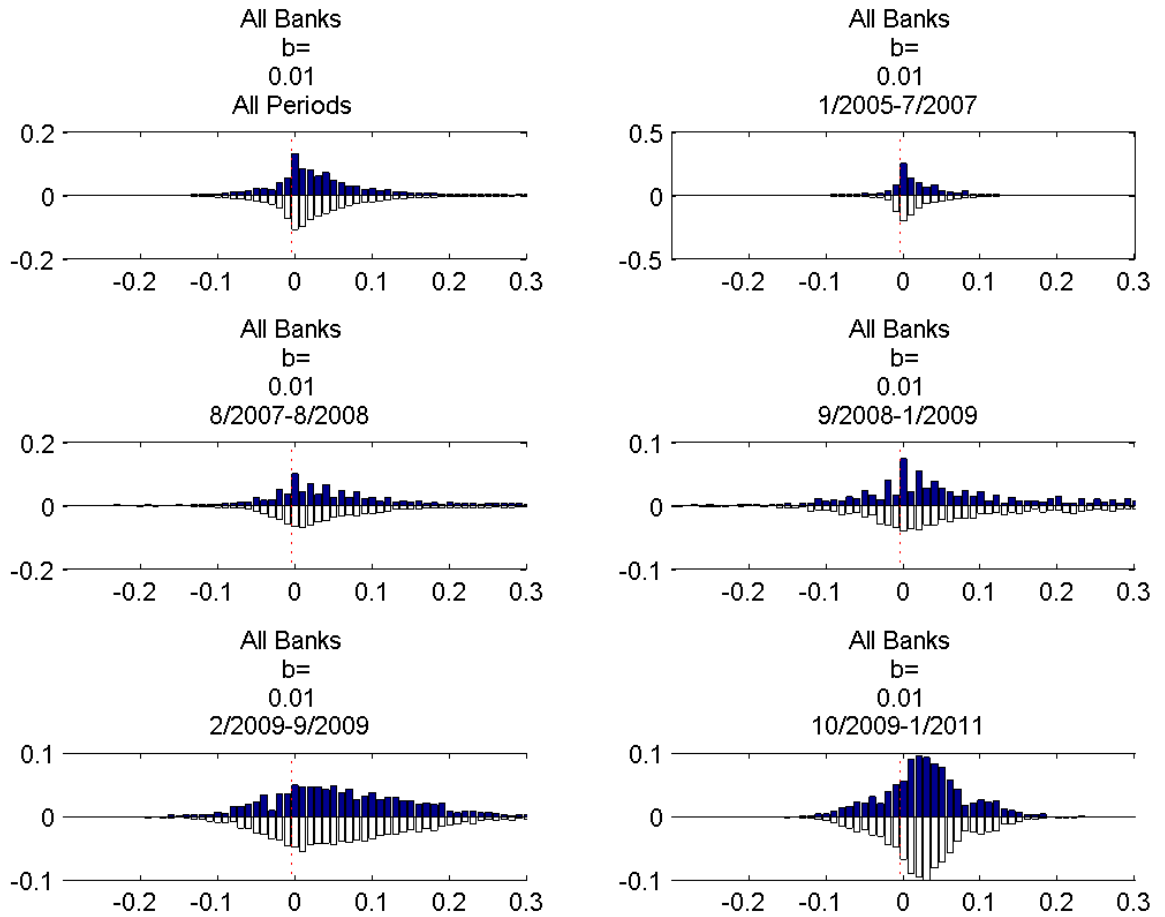 All Banks
b=
0.01
All Periods
0.2
0
-0.2
-0.2 -0.1 0 0.1 0.2 0.3
All Banks
b=
0.01
1/2005-7/2007
0.5
0
-0.5
-0.2 -0.1 0 0.1 0.2 0.3
All Banks
b=
0.01
8/2007-8/2008
0.2
0
-0.2
-0.2 -0.1 0 0.1 0.2 0.3
All Banks
b=
0.01
9/2008-1/2009
0.1
0
-0.1
-0.2 -0.1 0 0.1 0.2 0.3
All Banks
b=
0.01
2/2009-9/2009
0.1
0
-0.1
-0.2 -0.1 0 0.1 0.2 0.3
All Banks
b=
0.01
10/2009-1/2011
0.1
0
-0.1
-0.2 -0.1 0 0.1 0.2 0.3